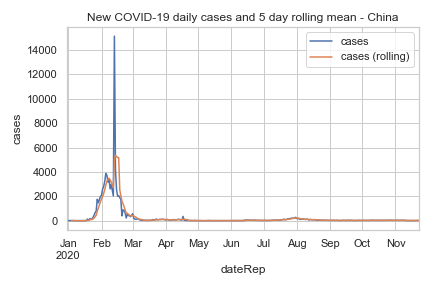 New COVID-19 daily cases and 5 day rolling mean - China
cases
cases (rolling)
14000
12000
10000
8000
6000
4000
2000
0
cases
Jan Feb Mar Apr May Jun Jul Aug Sep Oct Nov
2020
dateRep